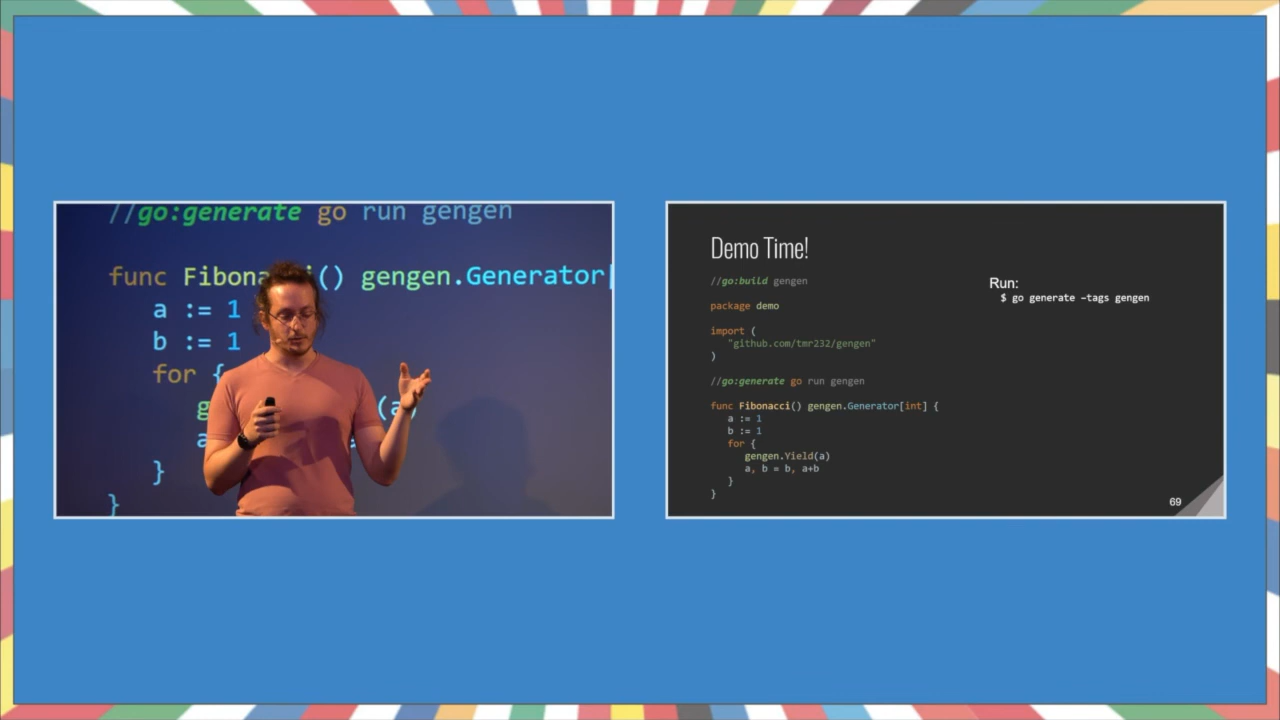 //go:generate go run gengen
func Fibona ci() gengen.Generator[
a := 1
b := 1
for {
g (a)
a
}
}
Demo Time!
//go:build gengen
package demo
import (
"github.com/tmr232/gengen"
)
//go:generate go run gengen
func Fibonacci() gengen.Generator[int] {
a := 1
b := 1
for {
gengen.Yield(a)
a, b = b, a+b
}
}
Run:
$ go generate –tags gengen
69